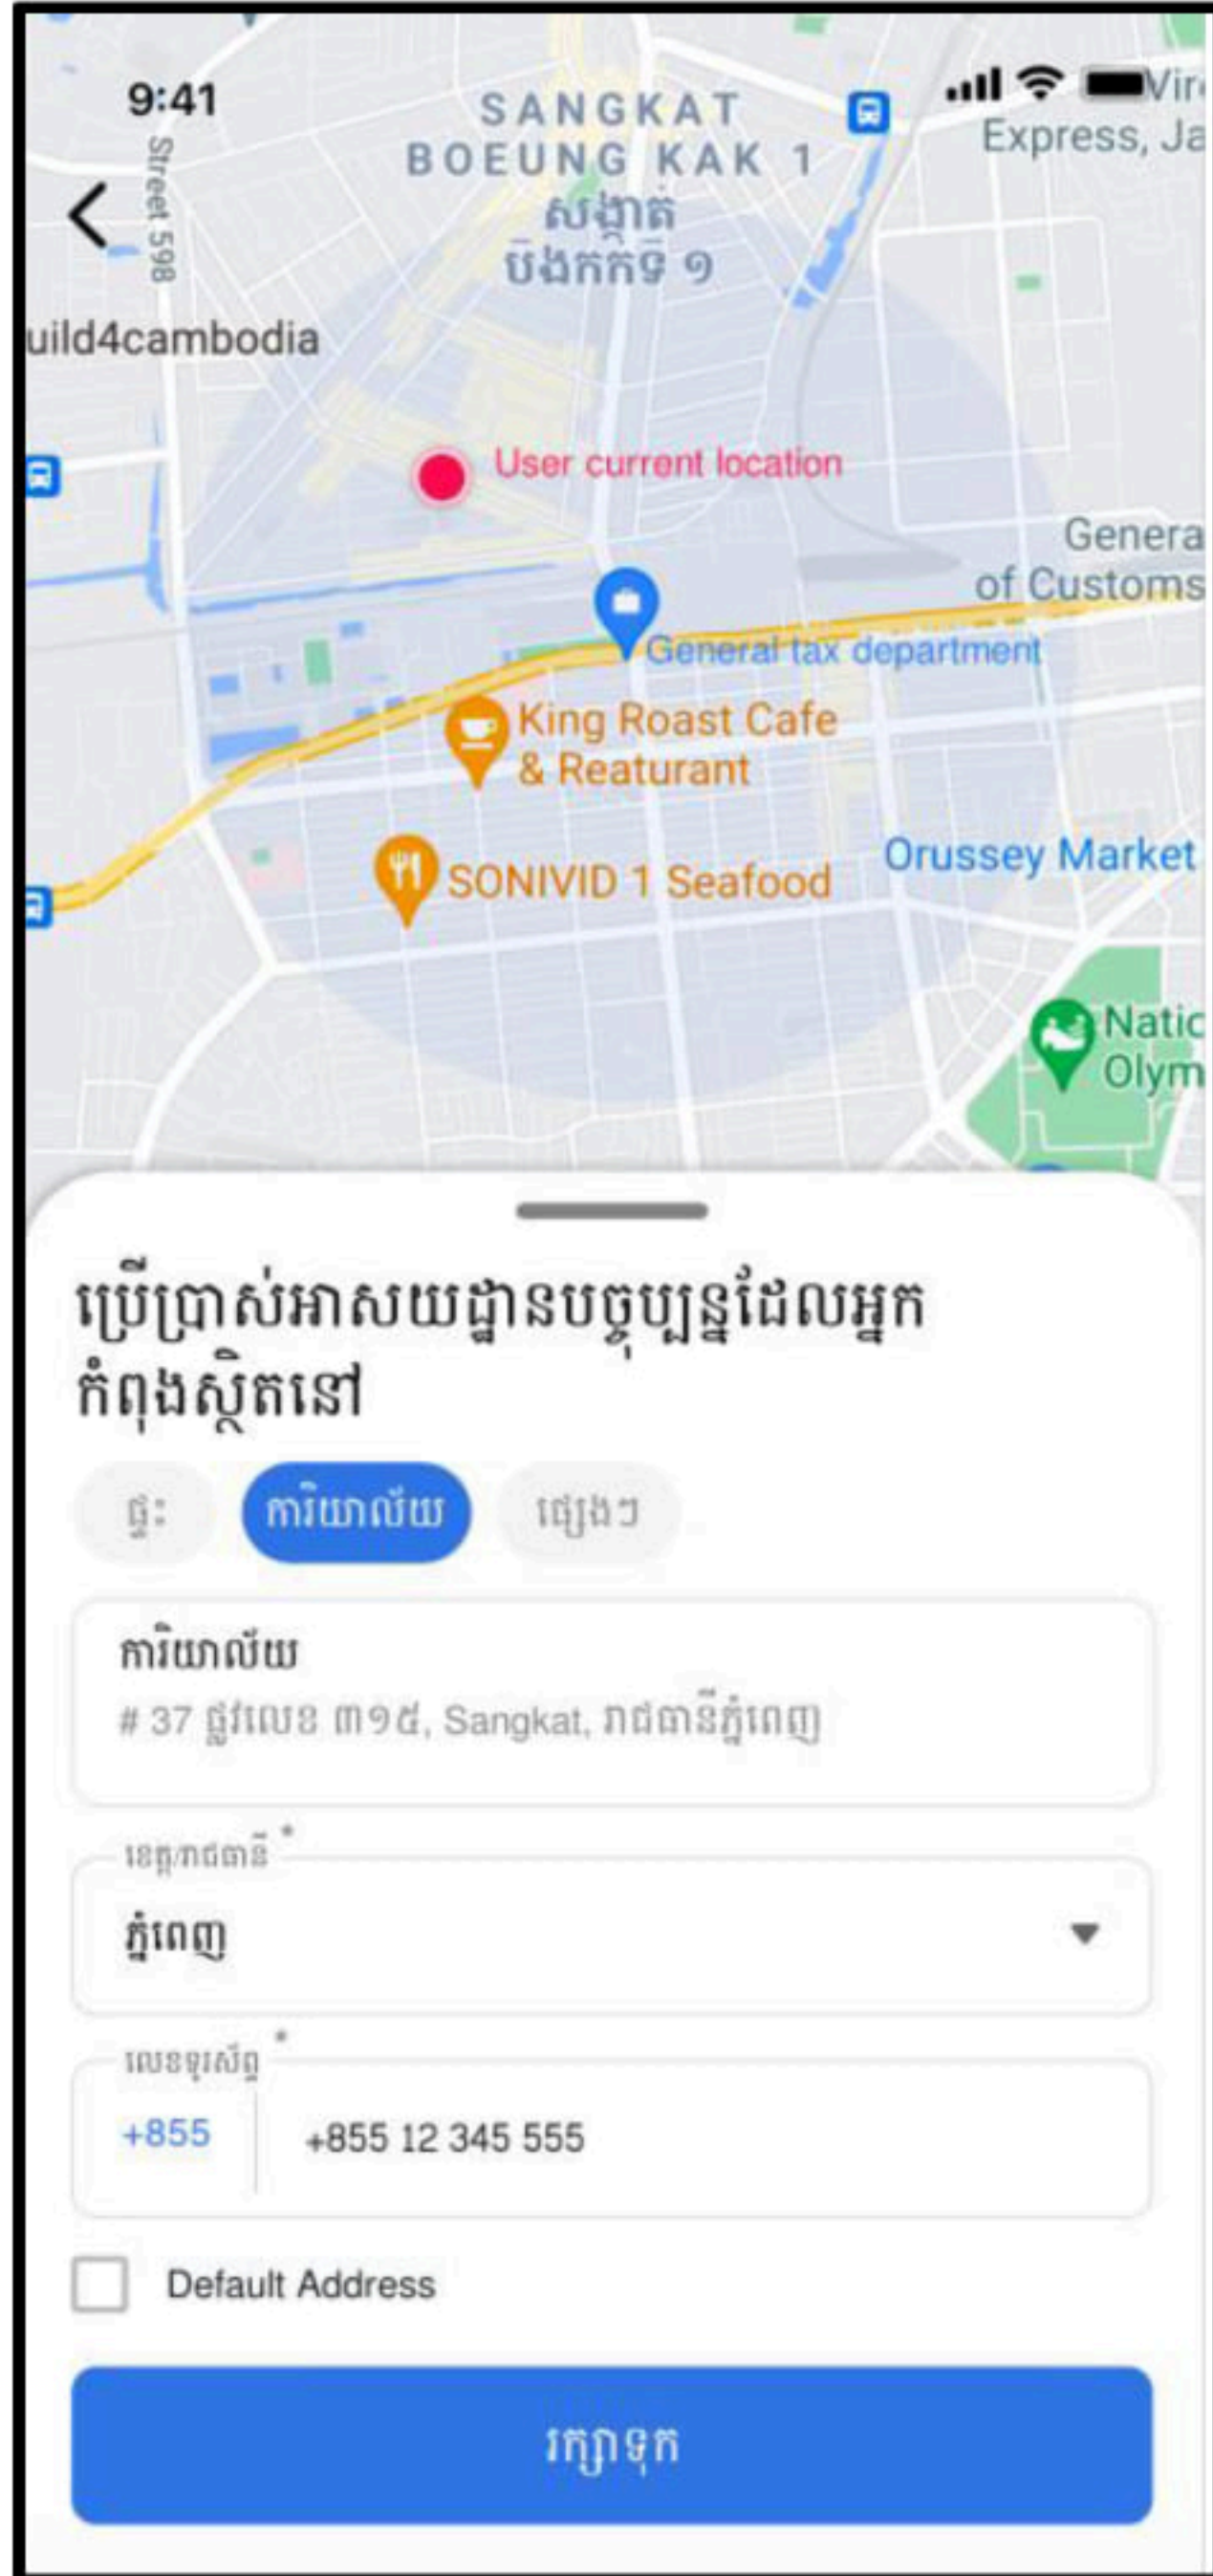 9:41
Street 598
SANGKAT
BOEUNG KAK 1
សង្កាត់
បឹងកក់ទី ១
Vir
Express, Ja
uild4cambodia
User current location
Genera
of Customs
General tax department
King Roast Cafe
& Reaturant
Orussey Market
SONIVID 1 Seafood
Natio
Olym
ប្រើប្រាស់អាសយដ្ឋានបច្ចុប្បន្នដែលអ្នក
កំពុងស្ថិតនៅ
ផ្ទះ ការិយាល័យ ផ្សេងៗ
ការិយាល័យ
# 37 ផ្លូវលេខ ៣១៥, Sangkat, រាជធានីភ្នំពេញ
ខេត្ត/រាជធានី *
ភ្នំពេញ
លេខទូរស័ព្ទ *
+855 +855 12 345 555
Default Address
រក្សាទុក